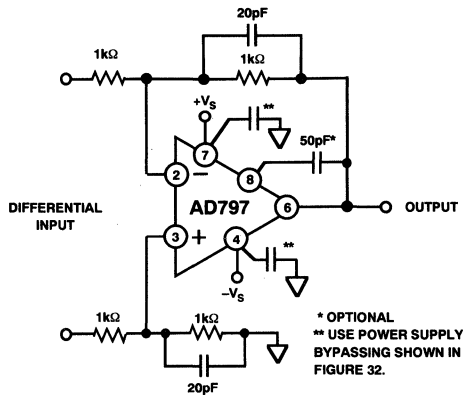 20pF
1kΩ
1kΩ
+VS
**
50pF*
7
8
2
−
AD797
6
OUTPUT
DIFFERENTIAL
INPUT
3
+
4
**
−VS
1kΩ
1kΩ
20pF
* OPTIONAL
** USE POWER SUPPLY
BYPASSING SHOWN IN
FIGURE 32.